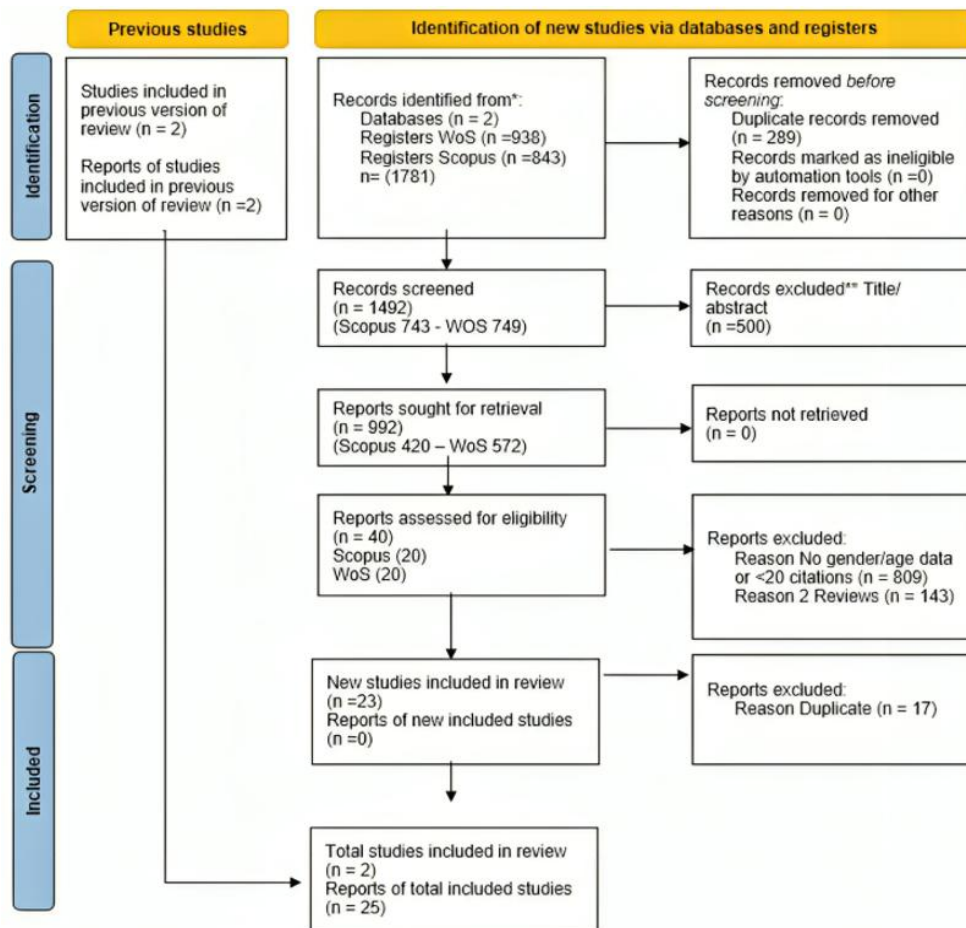 Previous studies
Identification of new studies via databases and registers
Identification
Studies included in
previous version of
review (n = 2)
Reports of studies
included in previous
version of review (n =2)
Records identified from*:
Databases (n = 2)
Registers WoS (n =938)
Registers Scopus (n =843)
n= (1781)
Records removed before
screening:
Duplicate records removed
(n = 289)
Records marked as ineligible
by automation tools (n =0)
Records removed for other
reasons (n = 0)
Screening
Records screened
(n = 1492)
(Scopus 743 - WOS 749)
Records excluded** Title/
abstract
(n =500)
Reports sought for retrieval
(n = 992)
(Scopus 420 – WoS 572)
Reports not retrieved
(n = 0)
Reports assessed for eligibility
(n = 40)
Scopus (20)
WoS (20)
Reports excluded:
Reason No gender/age data
or <20 citations (n = 809)
Reason 2 Reviews (n = 143)
Included
New studies included in review
(n =23)
Reports of new included studies
(n =0)
Reports excluded:
Reason Duplicate (n = 17)
Total studies included in review
(n = 2)
Reports of total included studies
(n = 25)